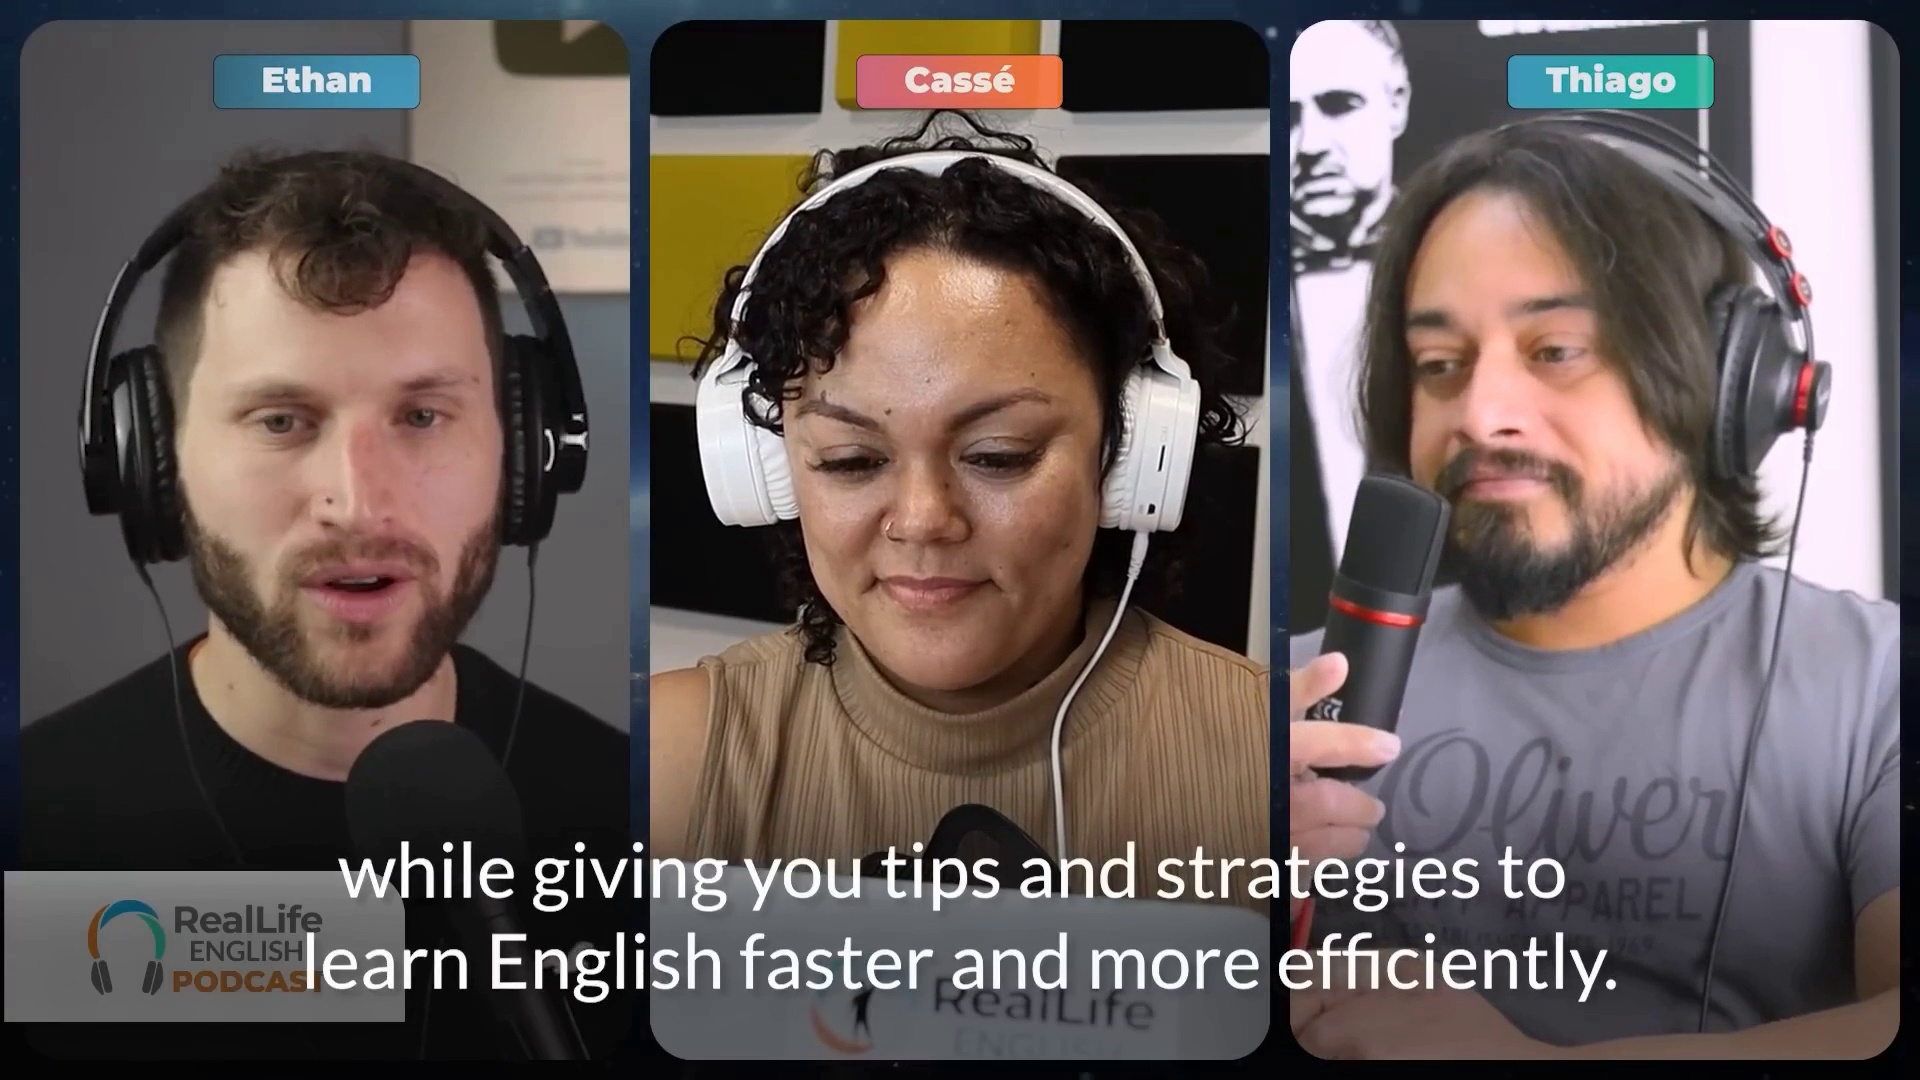 Ethan
Cassé
Thiago
while giving you tips and strategies to
learn English faster and more efficiently.
RealLife
ENGLISH
PODCAST
Oliver
APPAREL
RealLife
ENGLISH